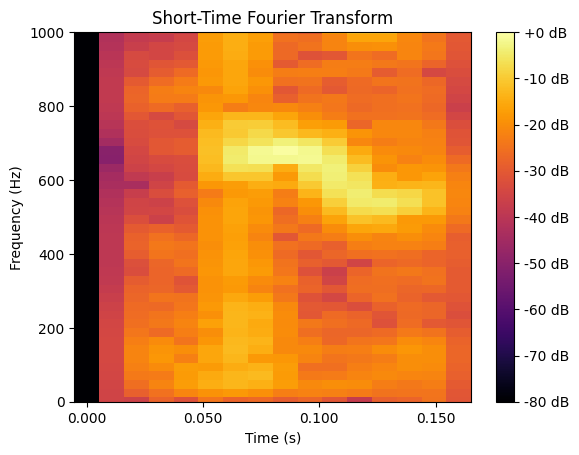 Short-Time Fourier Transform
1000
800
600
400
200
0
Frequency (Hz)
0.000
0.050
0.100
0.150
Time (s)
+0 dB
-10 dB
-20 dB
-30 dB
-40 dB
-50 dB
-60 dB
-70 dB
-80 dB